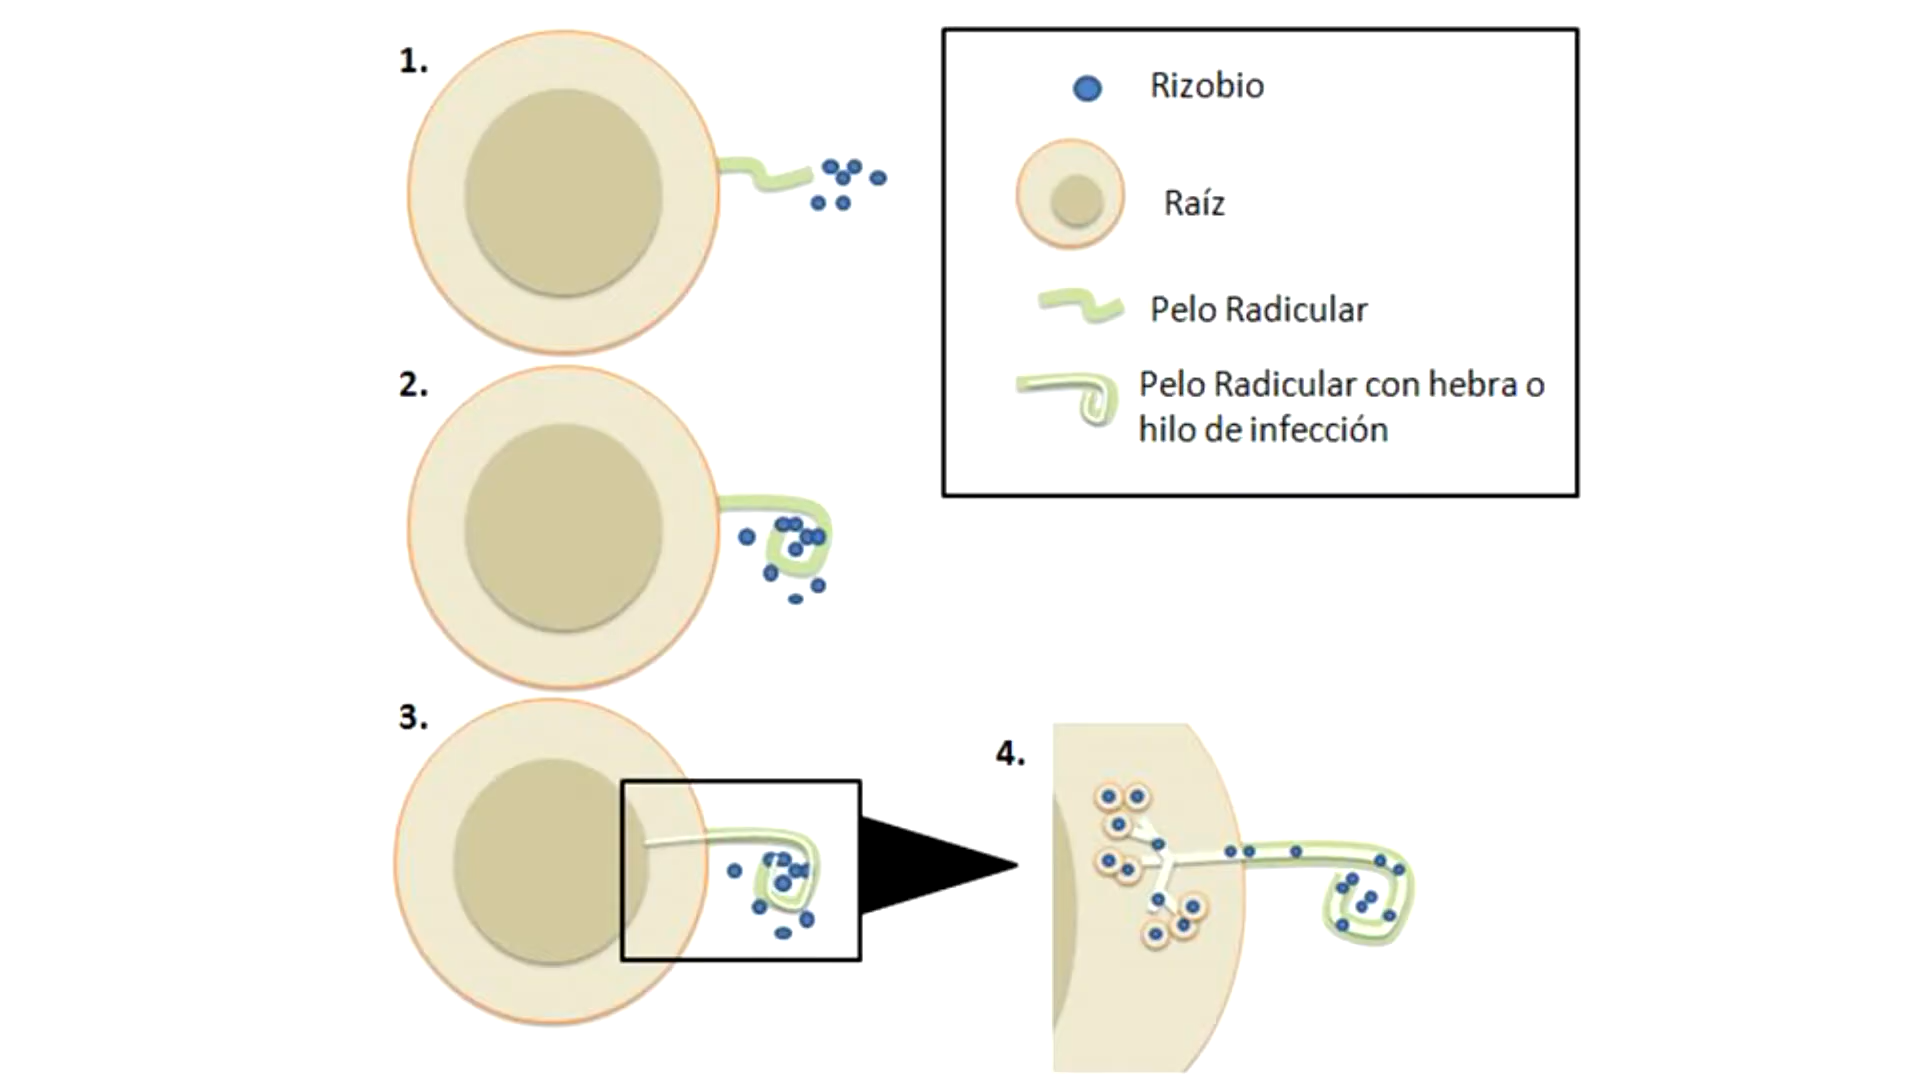 1.
Rizobio
Raíz
Pelo Radicular
2.
Pelo Radicular con hebra o
hilo de infección
3.
4.